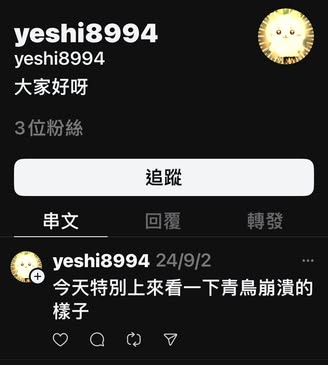 yeshi8994
yeshi8994
大家好呀
3位粉絲
追蹤
串文 回覆 轉發
yeshi8994 24/9/2
今天特別上來看一下青鳥崩潰的
樣子